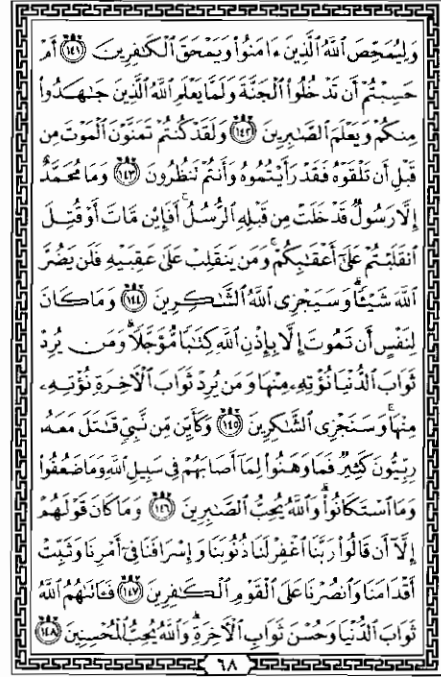 وَلِيُمَحِّصَ ٱللَّهُ ٱلَّذِينَ ءَامَنُوا۟ وَيَمْحَقَ ٱلْكَٰفِرِينَ ١٤١ أَمْ
حَسِبْتُمْ أَن تَدْخُلُوا۟ ٱلْجَنَّةَ وَلَمَّا يَعْلَمِ ٱللَّهُ ٱلَّذِينَ جَٰهَدُوا۟
مِنكُمْ وَيَعْلَمَ ٱلصَّٰبِرِينَ ١٤٢ وَلَقَدْ كُنتُمْ تَمَنَّوْنَ ٱلْمَوْتَ مِن
قَبْلِ أَن تَلْقَوْهُ فَقَدْ رَأَيْتُمُوهُ وَأَنتُمْ تَنظُرُونَ ١٤٣ وَمَا مُحَمَّدٌ
إِلَّا رَسُولٌ قَدْ خَلَتْ مِن قَبْلِهِ ٱلرُّسُلُ ۚ أَفَإِي۟ن مَّاتَ أَوْ قُتِلَ
ٱنقَلَبْتُمْ عَلَىٰٓ أَعْقَٰبِكُمْ ۚ وَمَن يَنقَلِبْ عَلَىٰ عَقِبَيْهِ فَلَن يَضُرَّ
ٱللَّهَ شَيْـًٔا ۗ وَسَيَجْزِى ٱللَّهُ ٱلشَّٰكِرِينَ ١٤٤ وَمَا كَانَ
لِنَفْسٍ أَن تَمُوتَ إِلَّا بِإِذْنِ ٱللَّهِ كِتَٰبًا مُّؤَجَّلًا ۗ وَمَن يُرِدْ
ثَوَابَ ٱلدُّنْيَا نُؤْتِهِۦ مِنْهَا وَمَن يُرِدْ ثَوَابَ ٱلْءَاخِرَةِ نُؤْتِهِۦ
مِنْهَا ۚ وَسَنَجْزِى ٱلشَّٰكِرِينَ ١٤٥ وَكَأَيِّن مِّن نَّبِىٍّ قَٰتَلَ مَعَهُۥ
رِبِّيُّونَ كَثِيرٌ فَمَا وَهَنُوا۟ لِمَآ أَصَابَهُمْ فِى سَبِيلِ ٱللَّهِ وَمَا ضَعُفُوا۟
وَمَا ٱسْتَكَانُوا۟ ۗ وَٱللَّهُ يُحِبُّ ٱلصَّٰبِرِينَ ١٤٦ وَمَا كَانَ قَوْلَهُمْ
إِلَّآ أَن قَالُوا۟ رَبَّنَا ٱغْفِرْ لَنَا ذُنُوبَنَا وَإِسْرَافَنَا فِىٓ أَمْرِنَا وَثَبِّتْ
أَقْدَامَنَا وَٱنصُرْنَا عَلَى ٱلْقَوْمِ ٱلْكَٰفِرِينَ ١٤٧ فَـَٔاتَىٰهُمُ ٱللَّهُ
ثَوَابَ ٱلدُّنْيَا وَحُسْنَ ثَوَابِ ٱلْءَاخِرَةِ ۗ وَٱللَّهُ يُحِبُّ ٱلْمُحْسِنِينَ ١٤٨
٦٨